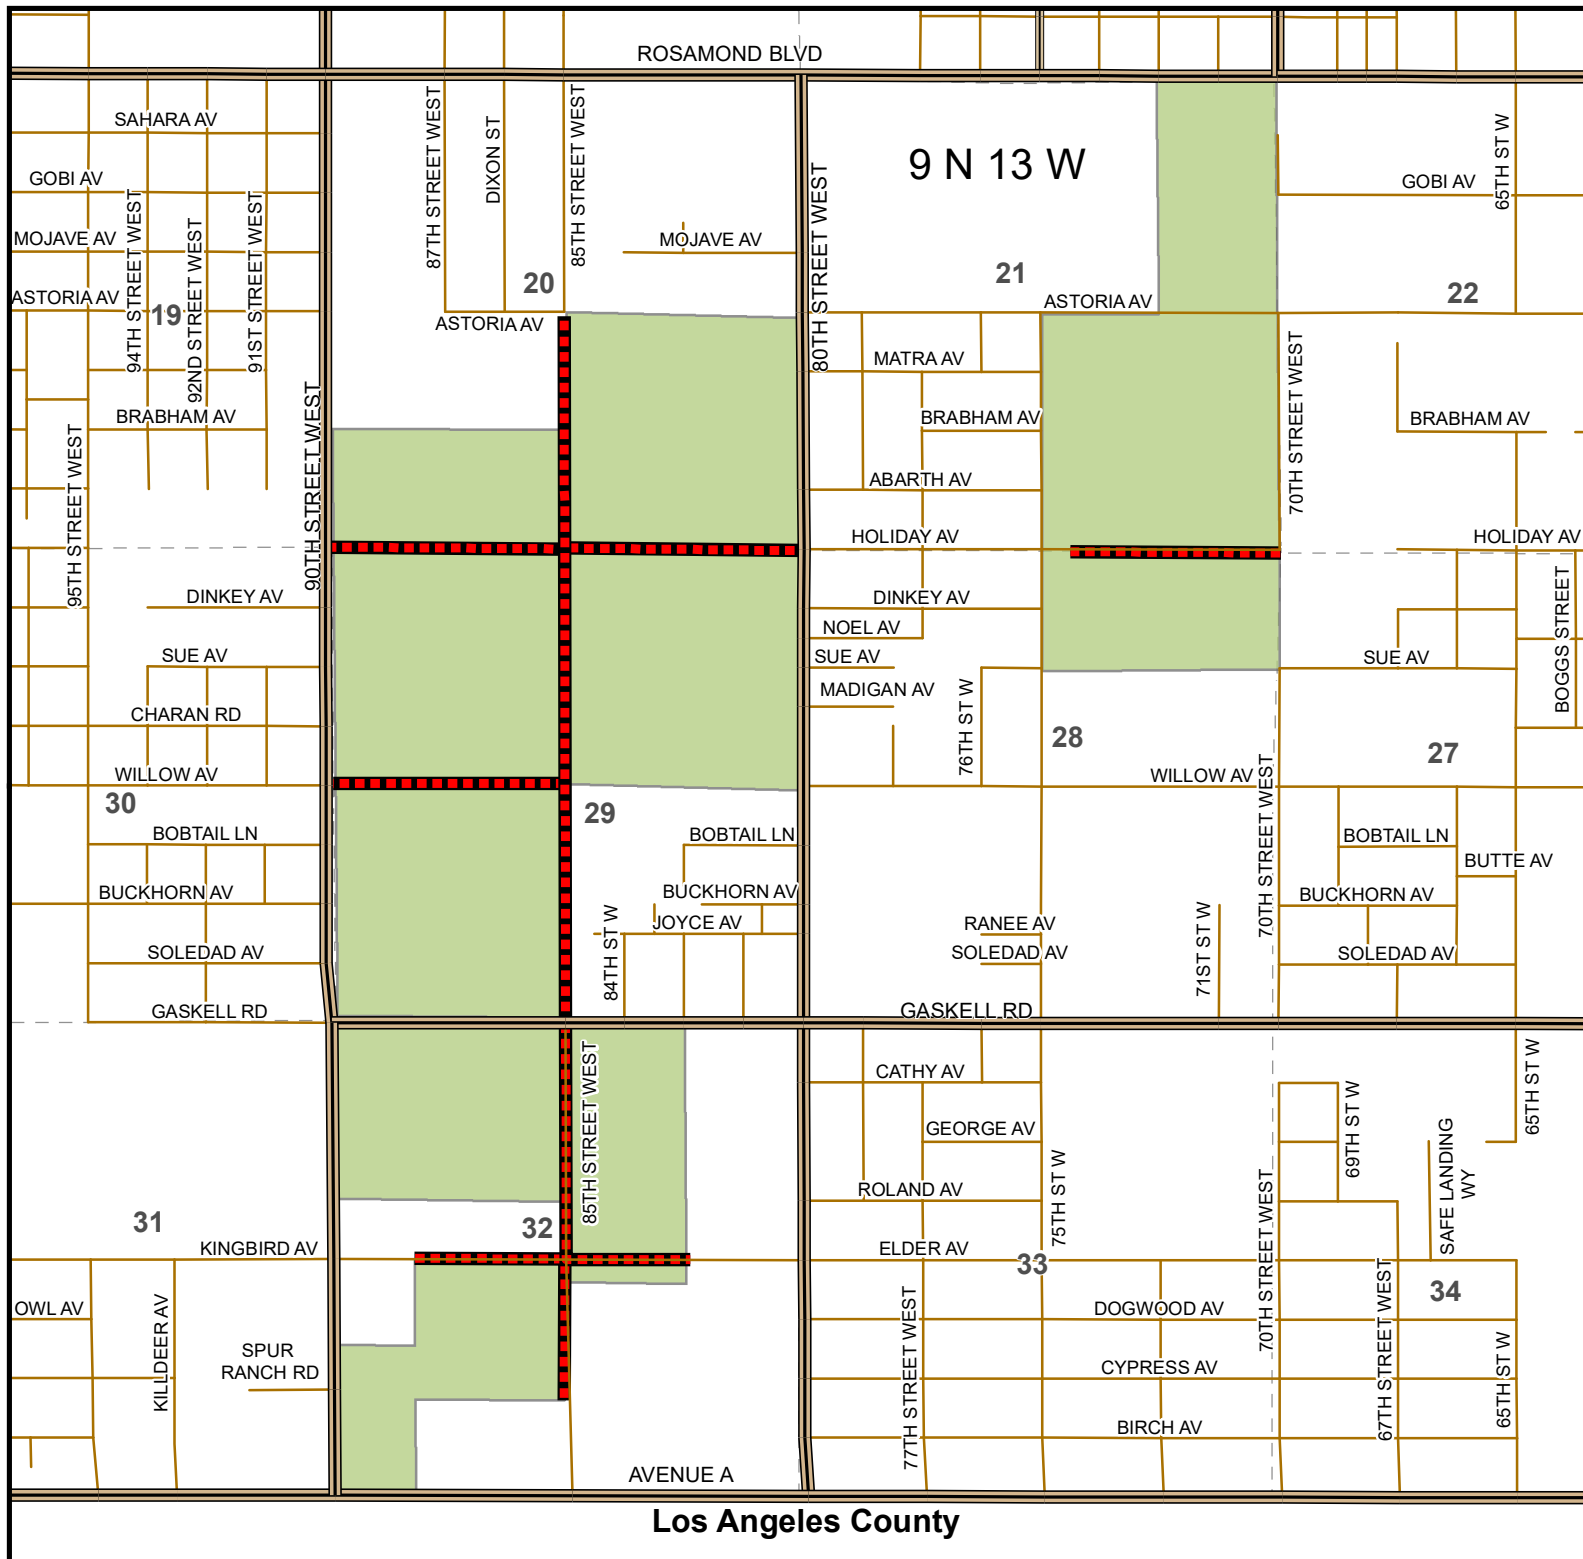 ROSAMOND BLVD
SAHARA AV
87TH STREET WEST
DIXON ST
85TH STREET WEST
80TH STREET WEST
9 N 13 W
65TH ST W
GOBI AV
GOBI AV
94TH STREET WEST
92ND STREET WEST
91ST STREET WEST
MOJAVE AV
MOJAVE AV
20
21
22
ASTORIA AV
19
ASTORIA AV
ASTORIA AV
MATRA AV
70TH STREET WEST
90TH STREET WEST
BRABHAM AV
BRABHAM AV
BRABHAM AV
95TH STREET WEST
ABARTH AV
HOLIDAY AV
HOLIDAY AV
DINKEY AV
DINKEY AV
NOEL AV
BOGGS STREET
SUE AV
SUE AV
SUE AV
MADIGAN AV
76TH ST W
CHARAN RD
28
27
WILLOW AV
WILLOW AV
70TH STREET WEST
30
29
BOBTAIL LN
BOBTAIL LN
BOBTAIL LN
BUTTE AV
BUCKHORN AV
BUCKHORN AV
BUCKHORN AV
84TH ST W
JOYCE AV
RANEE AV
71ST ST W
SOLEDAD AV
SOLEDAD AV
SOLEDAD AV
GASKELL RD
GASKELL RD
85TH STREET WEST
CATHY AV
69TH ST W
65TH ST W
GEORGE AV
75TH ST W
SAFE LANDING
WY
ROLAND AV
70TH STREET WEST
31
32
KINGBIRD AV
ELDER AV
33
34
OWL AV
KILLDEER AV
77TH STREET WEST
DOGWOOD AV
67TH STREET WEST
65TH ST W
SPUR
RANCH RD
CYPRESS AV
BIRCH AV
AVENUE A
Los Angeles County